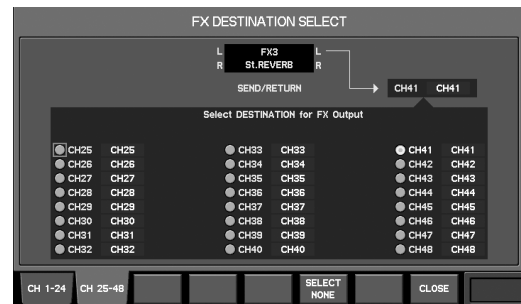 FX DESTINATION SELECT
L FX3 L
R St.REVERB R
SEND/RETURN
CH41 CH41
Select DESTINATION for FX Output
CH25 CH25 CH33 CH33 CH41 CH41
CH26 CH26 CH34 CH34 CH42 CH42
CH27 CH27 CH35 CH35 CH43 CH43
CH28 CH28 CH36 CH36 CH44 CH44
CH29 CH29 CH37 CH37 CH45 CH45
CH30 CH30 CH38 CH38 CH46 CH46
CH31 CH31 CH39 CH39 CH47 CH47
CH32 CH32 CH40 CH40 CH48 CH48
CH 1-24 CH 25-48 SELECT NONE CLOSE